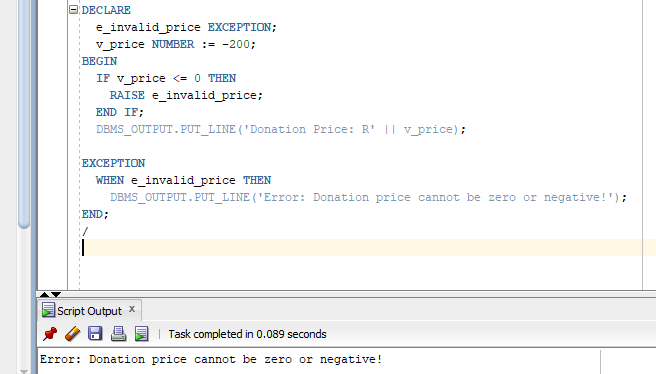 DECLARE
e_invalid_price EXCEPTION;
v_price NUMBER := -200;
BEGIN
IF v_price <= 0 THEN
RAISE e_invalid_price;
END IF;
DBMS_OUTPUT.PUT_LINE('Donation Price: R' || v_price);
EXCEPTION
WHEN e_invalid_price THEN
DBMS_OUTPUT.PUT_LINE('Error: Donation price cannot be zero or negative!');
END;
/
Script Output x
Task completed in 0.089 seconds
Error: Donation price cannot be zero or negative!